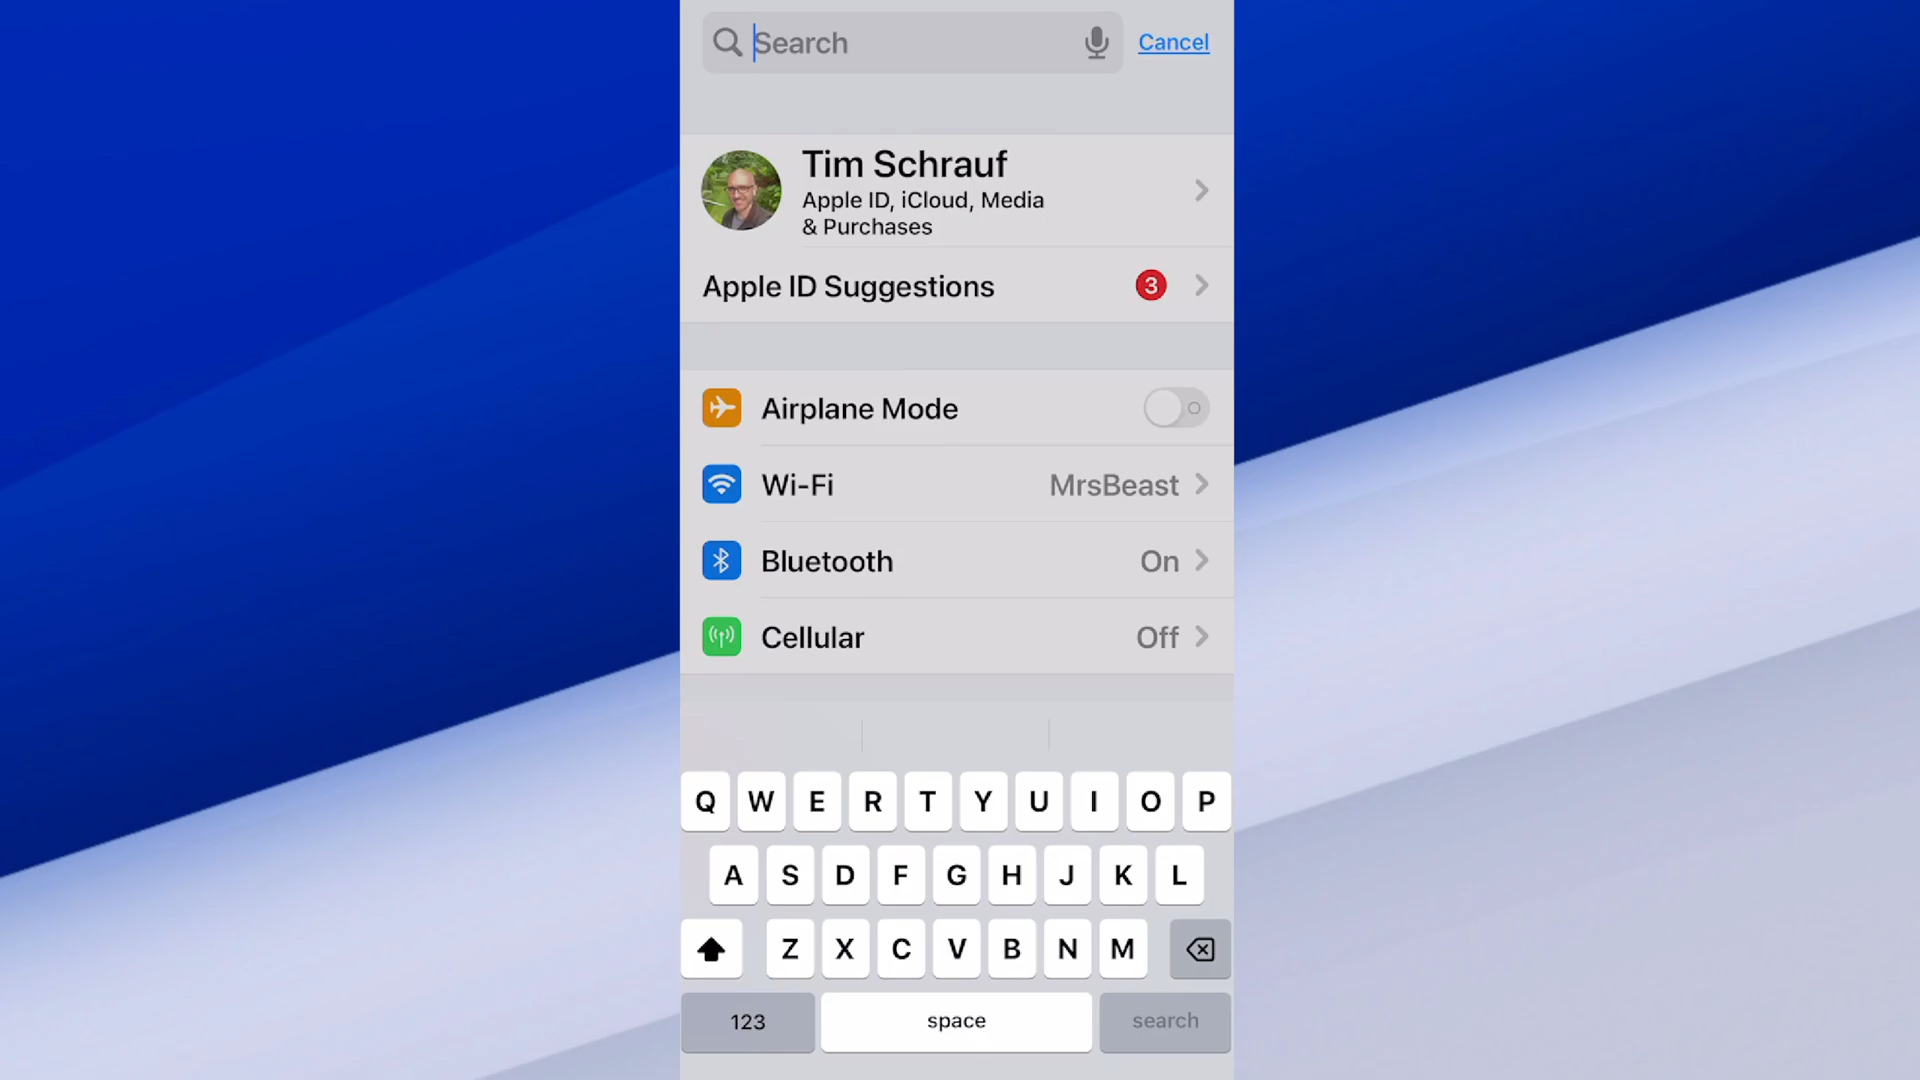 Search
Cancel
Tim Schrauf
Apple ID, iCloud, Media
& Purchases
Apple ID Suggestions 3
Airplane Mode
Wi-Fi MrsBeast
Bluetooth On
Cellular Off
Q W E R T Y U I O P
A S D F G H J K L
Z X C V B N M
123 space search